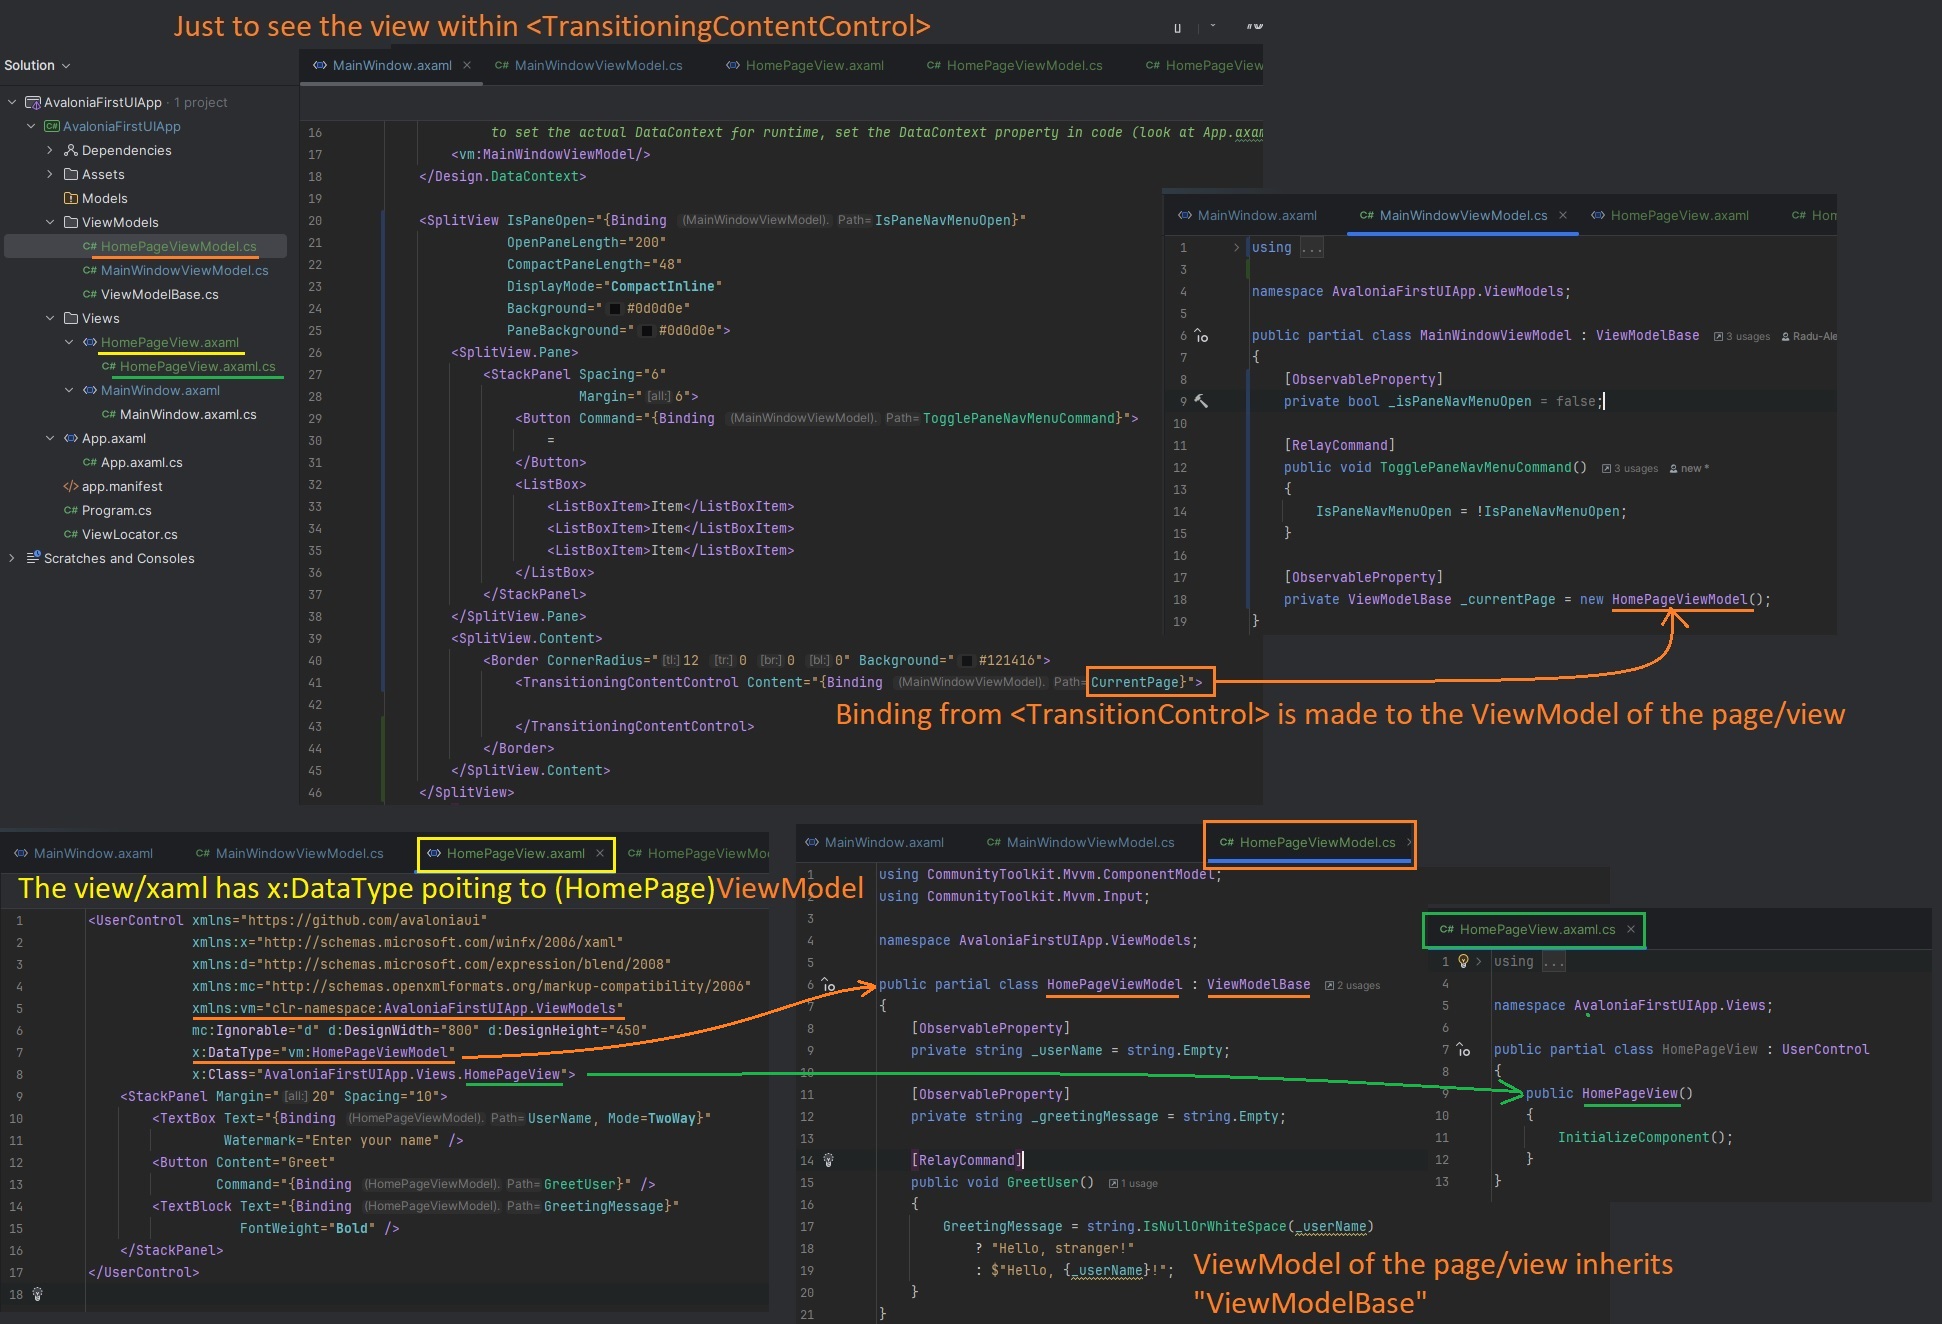 Just to see the view within <TransitioningContentControl>
Solution
AvaloniaFirstUIApp · 1 project
C# AvaloniaFirstUIApp
Dependencies
Assets
Models
ViewModels
C# HomePageViewModel.cs
C# MainWindowViewModel.cs
C# ViewModelBase.cs
Views
HomePageView.axaml
C# HomePageView.axaml.cs
MainWindow.axaml
C# MainWindow.axaml.cs
App.axaml
C# App.axaml.cs
app.manifest
C# Program.cs
C# ViewLocator.cs
Scratches and Consoles
MainWindow.axaml × C# MainWindowViewModel.cs HomePageView.axaml C# HomePageViewModel.cs C# HomePageView
16 to set the actual DataContext for runtime, set the DataContext property in code (look at App.axam
17 <vm:MainWindowViewModel/>
18 </Design.DataContext>
19
20 <SplitView IsPaneOpen="{Binding (MainWindowViewModel). Path= IsPaneNavMenuOpen}"
21 OpenPaneLength="200"
22 CompactPaneLength="48"
23 DisplayMode="CompactInline"
24 Background=" #0d0d0e"
25 PaneBackground=" #0d0d0e">
26 <SplitView.Pane>
27 <StackPanel Spacing="6"
28 Margin=" [all:] 6">
29 <Button Command="{Binding (MainWindowViewModel). Path= TogglePaneNavMenuCommand}">
30 =
31 </Button>
32 <ListBox>
33 <ListBoxItem>Item</ListBoxItem>
34 <ListBoxItem>Item</ListBoxItem>
35 <ListBoxItem>Item</ListBoxItem>
36 </ListBox>
37 </StackPanel>
38 </SplitView.Pane>
39 <SplitView.Content>
40 <Border CornerRadius=" [tl:] 12 [tr:] 0 [br:] 0 [bl:] 0" Background=" #121416">
41 <TransitioningContentControl Content="{Binding (MainWindowViewModel). Path= CurrentPage}">
42
43 </TransitioningContentControl>
44 </Border>
45 </SplitView.Content>
46 </SplitView>
MainWindow.axaml C# MainWindowViewModel.cs × HomePageView.axaml C# Hom
1 using ...
3
4 namespace AvaloniaFirstUIApp.ViewModels;
5
6 public partial class MainWindowViewModel : ViewModelBase 3 usages Radu-Ale
7 {
8 [ObservableProperty]
9 private bool _isPaneNavMenuOpen = false;
10
11 [RelayCommand]
12 public void TogglePaneNavMenuCommand() 3 usages new *
13 {
14 IsPaneNavMenuOpen = !IsPaneNavMenuOpen;
15 }
16
17 [ObservableProperty]
18 private ViewModelBase _currentPage = new HomePageViewModel();
19 }
Binding from <TransitionControl> is made to the ViewModel of the page/view
MainWindow.axaml C# MainWindowViewModel.cs HomePageView.axaml × C# HomePageViewMo
The view/xaml has x:DataType poiting to (HomePage)ViewModel
1 <UserControl xmlns="https://github.com/avaloniaui"
2 xmlns:x="http://schemas.microsoft.com/winfx/2006/xaml"
3 xmlns:d="http://schemas.microsoft.com/expression/blend/2008"
4 xmlns:mc="http://schemas.openxmlformats.org/markup-compatibility/2006"
5 xmlns:vm="clr-namespace:AvaloniaFirstUIApp.ViewModels"
6 mc:Ignorable="d" d:DesignWidth="800" d:DesignHeight="450"
7 x:DataType="vm:HomePageViewModel"
8 x:Class="AvaloniaFirstUIApp.Views.HomePageView">
9 <StackPanel Margin=" [all:] 20" Spacing="10">
10 <TextBox Text="{Binding (HomePageViewModel). Path= UserName, Mode=TwoWay}"
11 Watermark="Enter your name" />
12 <Button Content="Greet"
13 Command="{Binding (HomePageViewModel). Path= GreetUser}" />
14 <TextBlock Text="{Binding (HomePageViewModel). Path= GreetingMessage}"
15 FontWeight="Bold" />
16 </StackPanel>
17 </UserControl>
18
MainWindow.axaml C# MainWindowViewModel.cs C# HomePageViewModel.cs ×
1 using CommunityToolkit.Mvvm.ComponentModel;
2 using CommunityToolkit.Mvvm.Input;
3
4 namespace AvaloniaFirstUIApp.ViewModels;
5
6 public partial class HomePageViewModel : ViewModelBase 2 usages
7 {
8 [ObservableProperty]
9 private string _userName = string.Empty;
10
11 [ObservableProperty]
12 private string _greetingMessage = string.Empty;
13
14 [RelayCommand]
15 public void GreetUser() 1 usage
16 {
17 GreetingMessage = string.IsNullOrWhiteSpace(_userName)
18 ? "Hello, stranger!"
19 : $"Hello, {_userName}!";
20 }
21 }
ViewModel of the page/view inherits
"ViewModelBase"
C# HomePageView.axaml.cs ×
1 using ...
4
5 namespace AvaloniaFirstUIApp.Views;
6
7 public partial class HomePageView : UserControl
8 {
9 public HomePageView()
10 {
11 InitializeComponent();
12 }
13 }